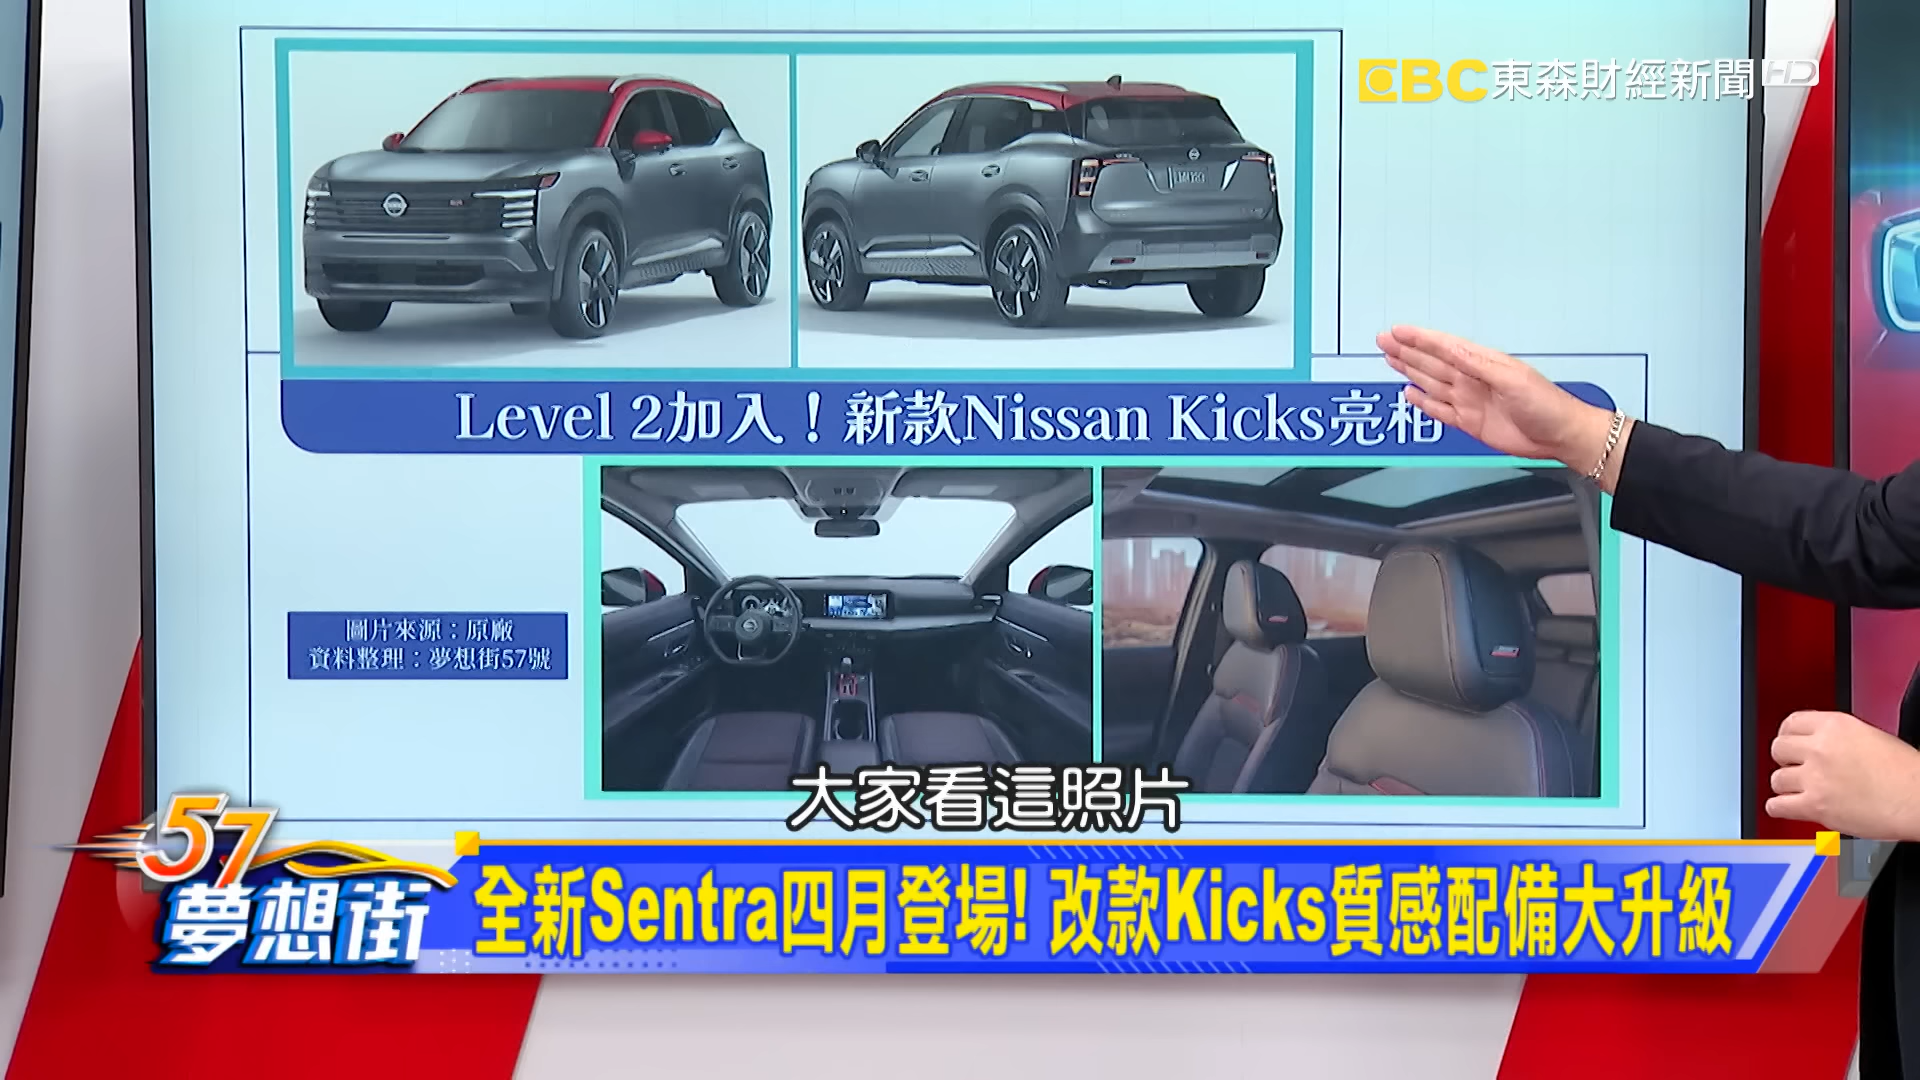 EBC東森財經新聞HD
Level 2加入！新款Nissan Kicks亮相
圖片來源：原廠
資料整理：夢想街57號
大家看這照片
57
夢想街
全新Sentra四月登場! 改款Kicks質感配備大升級